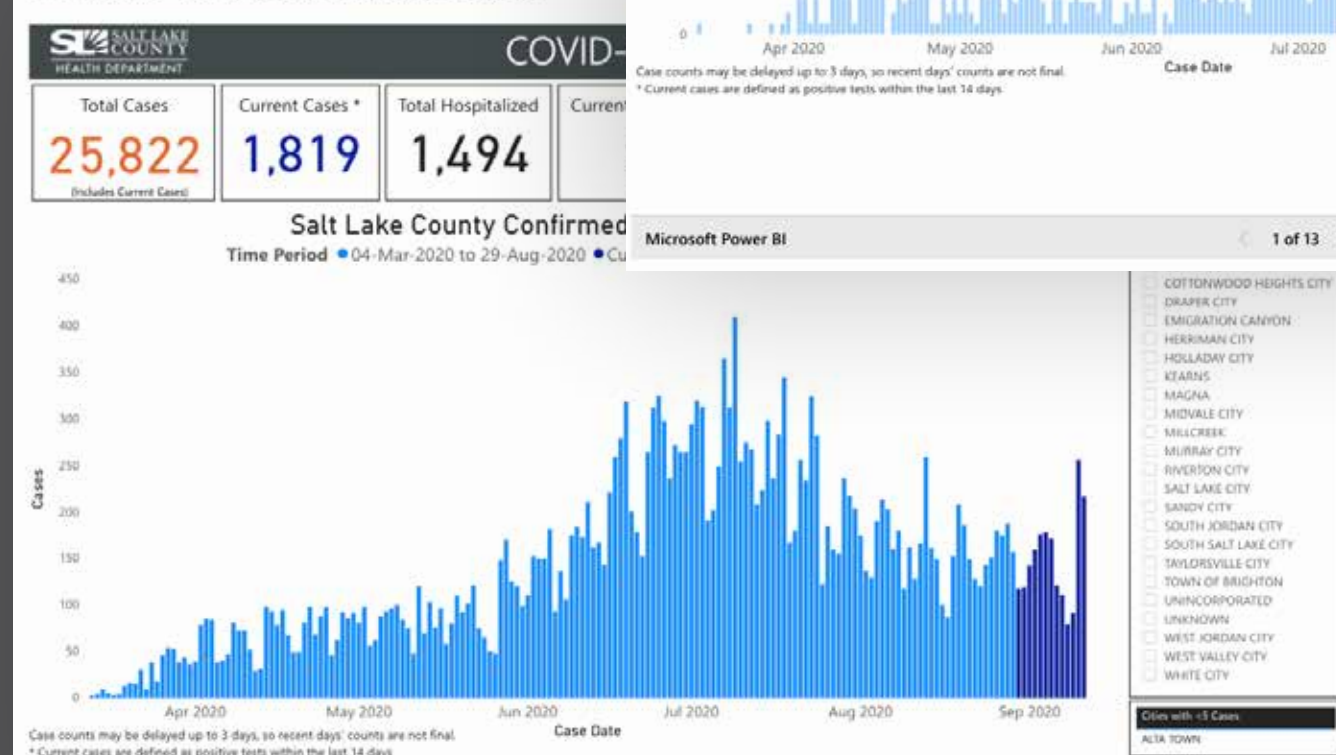 SL SALT LAKE COUNTY
HEALTH DEPARTMENT
COVID-
Total Cases
25,822
(Includes Current Cases)
Current Cases *
1,819
Total Hospitalized
1,494
Current
Salt Lake County Confirmed
Time Period 04-Mar-2020 to 29-Aug-2020 Cu
450
400
350
300
250
200
150
100
50
0
Cases
Apr 2020 May 2020 Jun 2020 Jul 2020 Aug 2020 Sep 2020
Case Date
Case counts may be delayed up to 3 days, so recent days' counts are not final.
* Current cases are defined as positive tests within the last 14 days
0
Apr 2020 May 2020 Jun 2020 Jul 2020
Case Date
Case counts may be delayed up to 3 days, so recent days' counts are not final.
* Current cases are defined as positive tests within the last 14 days
Microsoft Power BI
1 of 13
COTTONWOOD HEIGHTS CITY
DRAPER CITY
EMIGRATION CANYON
HERRIMAN CITY
HOLLADAY CITY
KEARNS
MAGNA
MIDVALE CITY
MILLCREEK
MURRAY CITY
RIVERTON CITY
SALT LAKE CITY
SANDY CITY
SOUTH JORDAN CITY
SOUTH SALT LAKE CITY
TAYLORSVILLE CITY
TOWN OF BRIGHTON
UNINCORPORATED
UNKNOWN
WEST JORDAN CITY
WEST VALLEY CITY
WHITE CITY
Cities with <5 Cases
ALTA TOWN